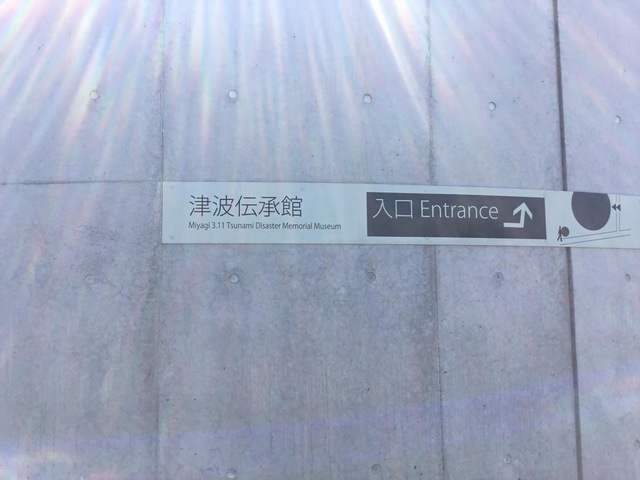 津波伝承館
Miyagi 3.11 Tsunami Disaster Memorial Museum
入口 Entrance